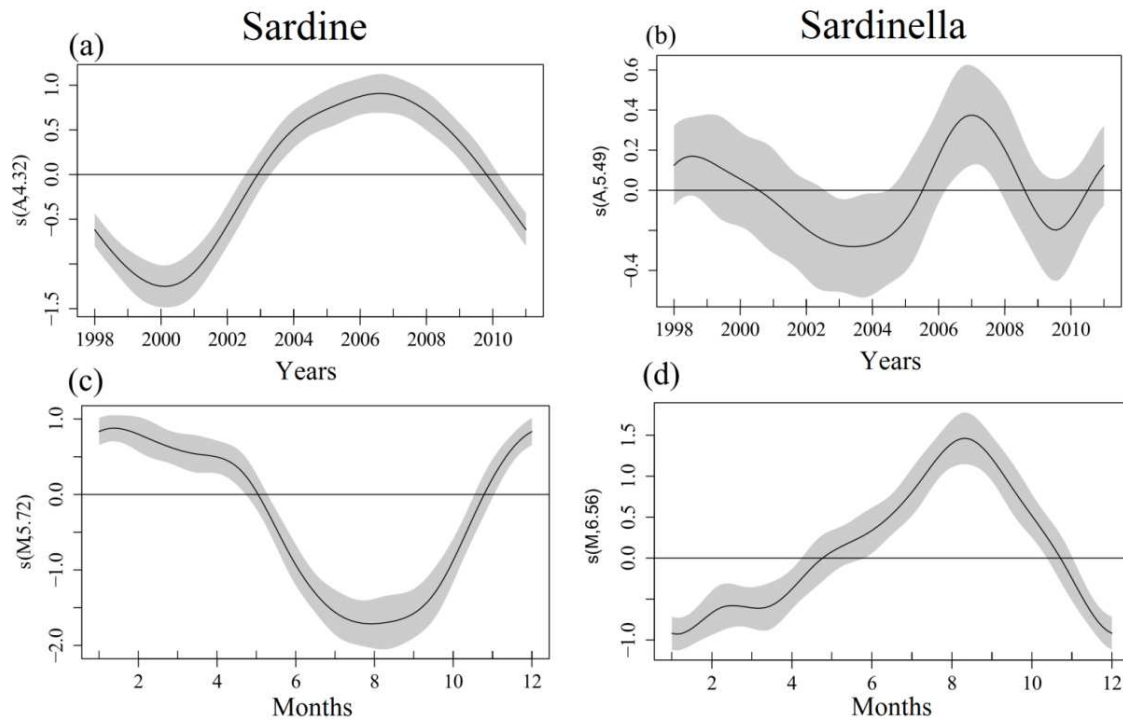 Sardine
Sardinella
(a)
s(A,4.32)
1.0
0.5
0.0
−0.5
−1.5
1998 2000 2002 2004 2006 2008 2010
Years
(b)
s(A,5.49)
0.6
0.4
0.2
0.0
−0.4
1998 2000 2002 2004 2006 2008 2010
Years
(c)
s(M,5.72)
1.0
0.0
−1.0
−2.0
2 4 6 8 10 12
Months
(d)
s(M,6.56)
1.5
1.0
0.5
0.0
−1.0
2 4 6 8 10 12
Months